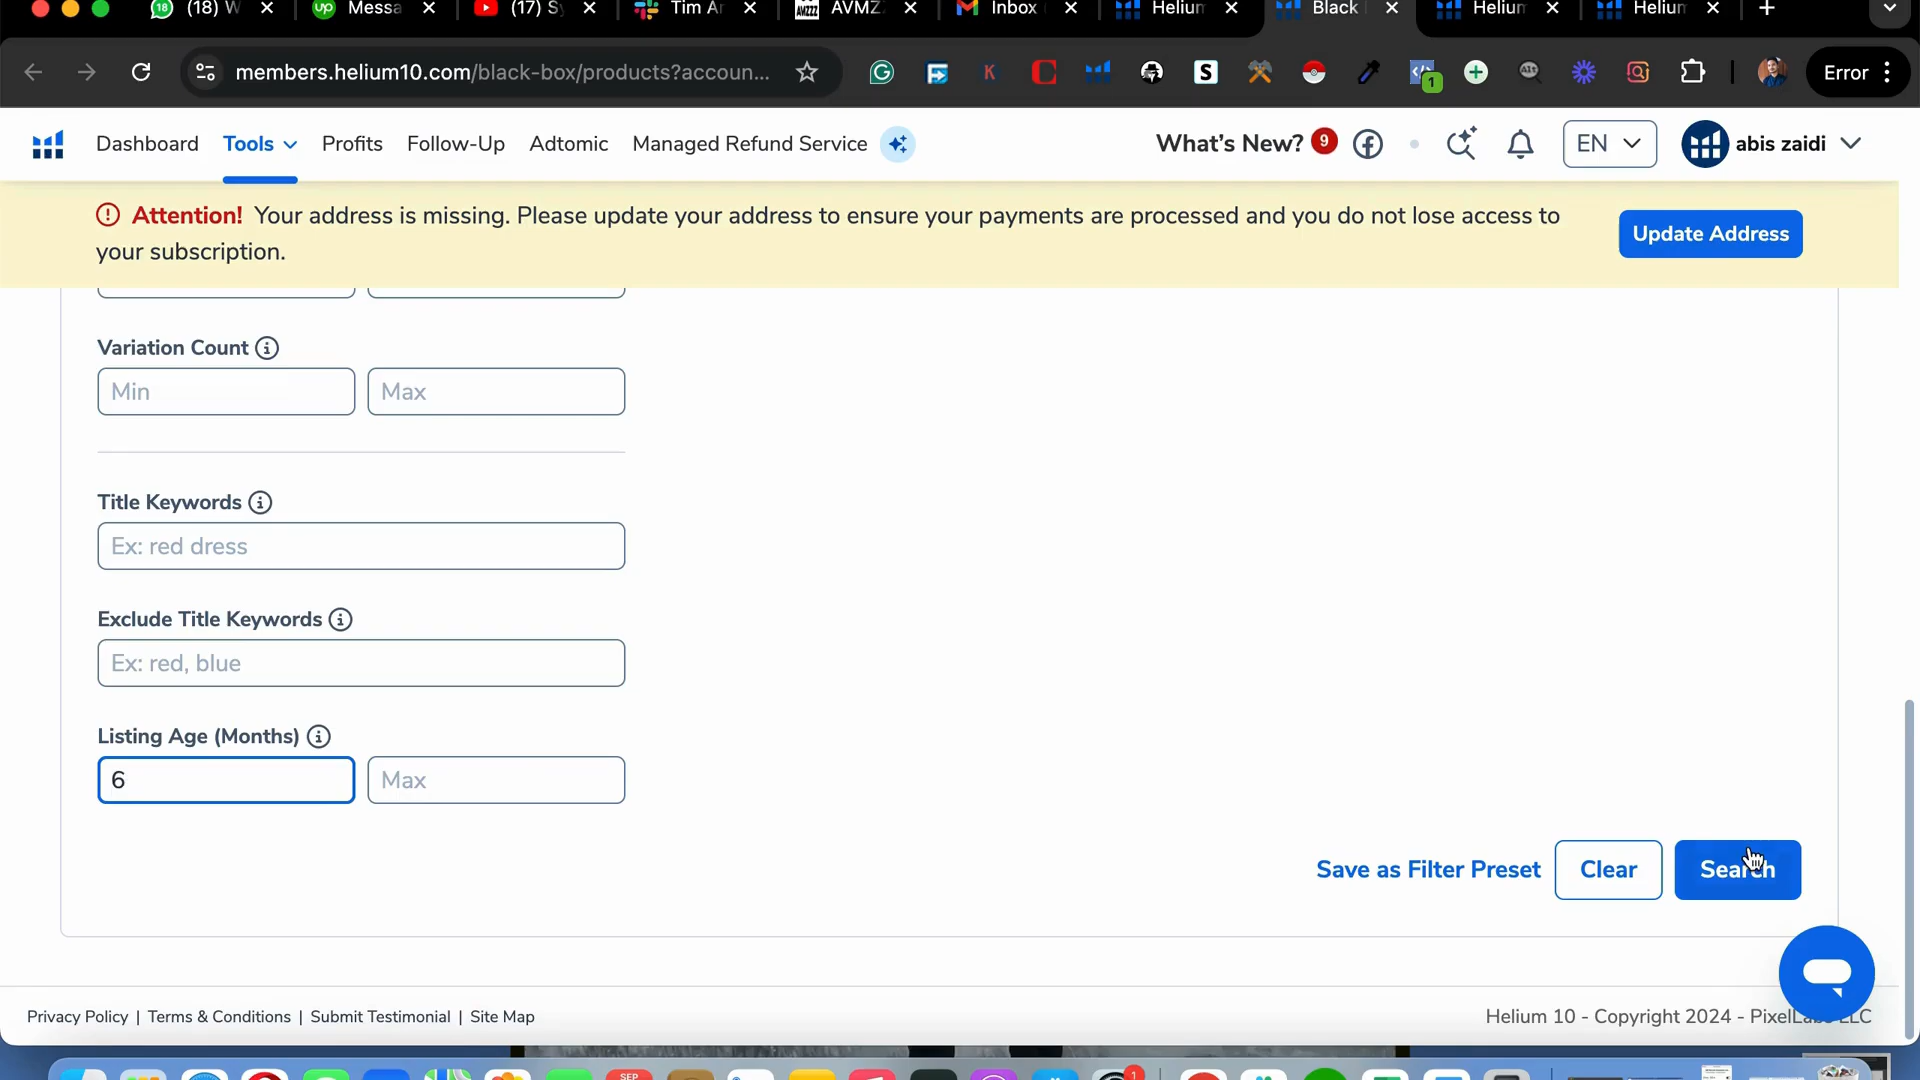 (18) W
Messa
(17) Sy
Tim Ar
AVMZ
Inbox
Helium
Black
Helium
Helium
members.helium10.com/black-box/products?accoun...
Error
Dashboard Tools Profits Follow-Up Adtomic Managed Refund Service What's New? 9 EN abis zaidi
Attention! Your address is missing. Please update your address to ensure your payments are processed and you do not lose access to
your subscription.
Update Address
Variation Count
Min Max
Title Keywords
Ex: red dress
Exclude Title Keywords
Ex: red, blue
Listing Age (Months)
6 Max
Save as Filter Preset Clear Search
Privacy Policy | Terms & Conditions | Submit Testimonial | Site Map
Helium 10 - Copyright 2024 - PixelLabs LLC
SEP
1